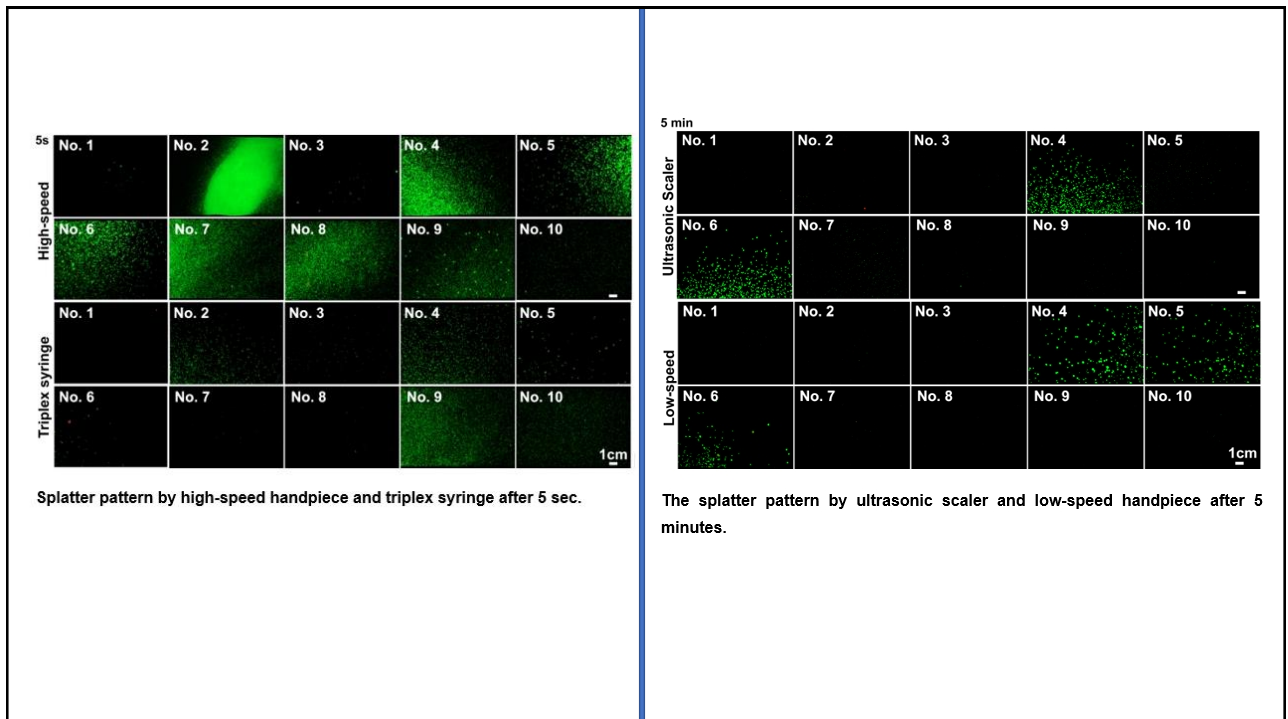 5s
High-speed
No. 1
No. 2
No. 3
No. 4
No. 5
No. 6
No. 7
No. 8
No. 9
No. 10
Triplex syringe
No. 1
No. 2
No. 3
No. 4
No. 5
No. 6
No. 7
No. 8
No. 9
No. 10
1cm
Splatter pattern by high-speed handpiece and triplex syringe after 5 sec.
5 min
Ultrasonic Scaler
No. 1
No. 2
No. 3
No. 4
No. 5
No. 6
No. 7
No. 8
No. 9
No. 10
Low-speed
No. 1
No. 2
No. 3
No. 4
No. 5
No. 6
No. 7
No. 8
No. 9
No. 10
1cm
The splatter pattern by ultrasonic scaler and low-speed handpiece after 5
minutes.